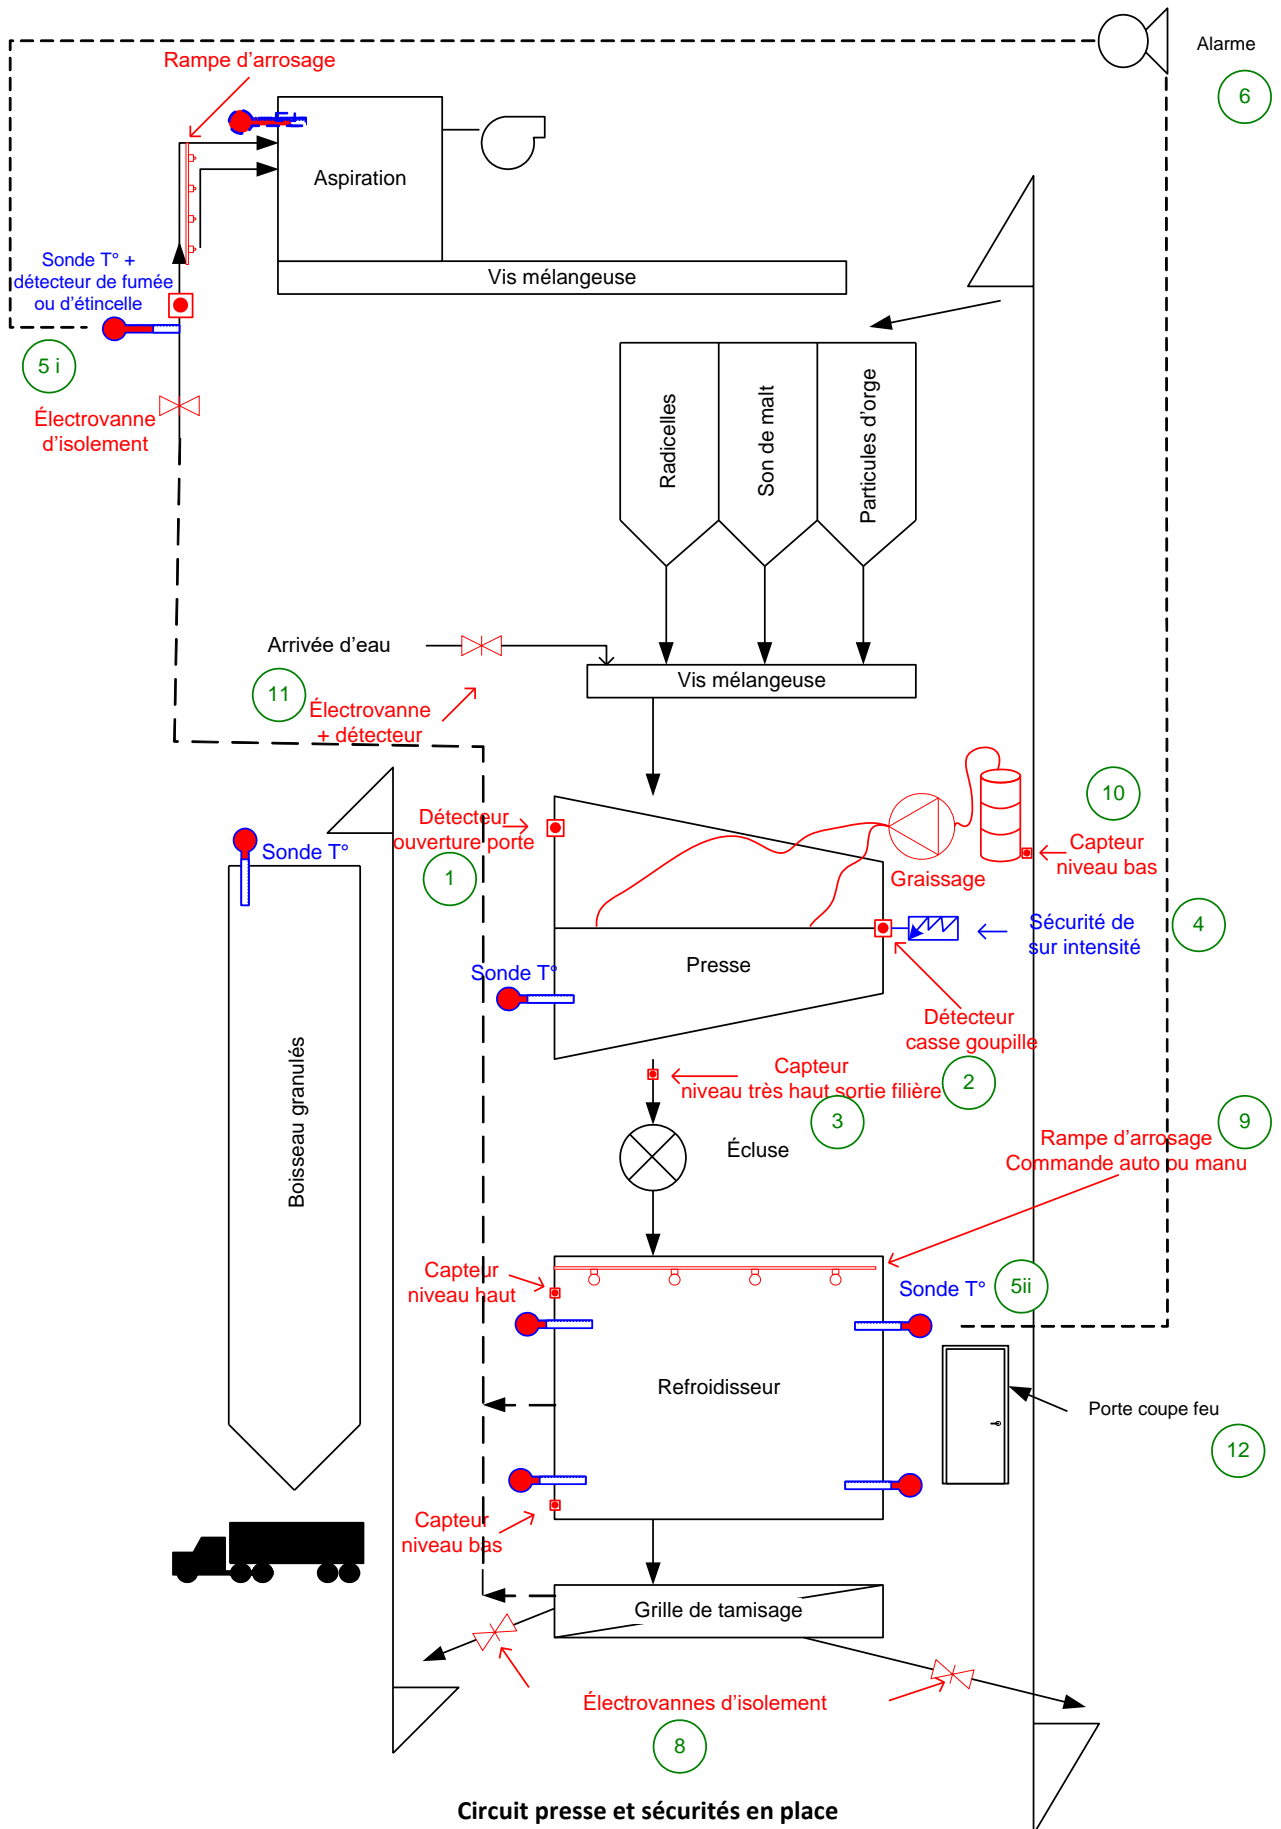 Alarme
6
Rampe d'arrosage
Aspiration
Vis mélangeuse
Sonde T° +
détecteur de fumée
ou d'étincelle
5 i
Électrovanne
d'isolement
Radicelles
Son de malt
Particules d'orge
Arrivée d'eau
11
Électrovanne
+ détecteur
Vis mélangeuse
Détecteur
ouverture porte
1
Graissage
10
Capteur
niveau bas
Sonde T°
Sécurité de
sur intensité
4
Presse
Sonde T°
Détecteur
casse goupille
2
Capteur
niveau très haut sortie filière
3
Écluse
9
Rampe d'arrosage
Commande auto ou manu
Boisseau granulés
Capteur
niveau haut
Sonde T°
5ii
Refroidisseur
Porte coupe feu
12
Capteur
niveau bas
Grille de tamisage
Électrovannes d'isolement
8
Circuit presse et sécurités en place